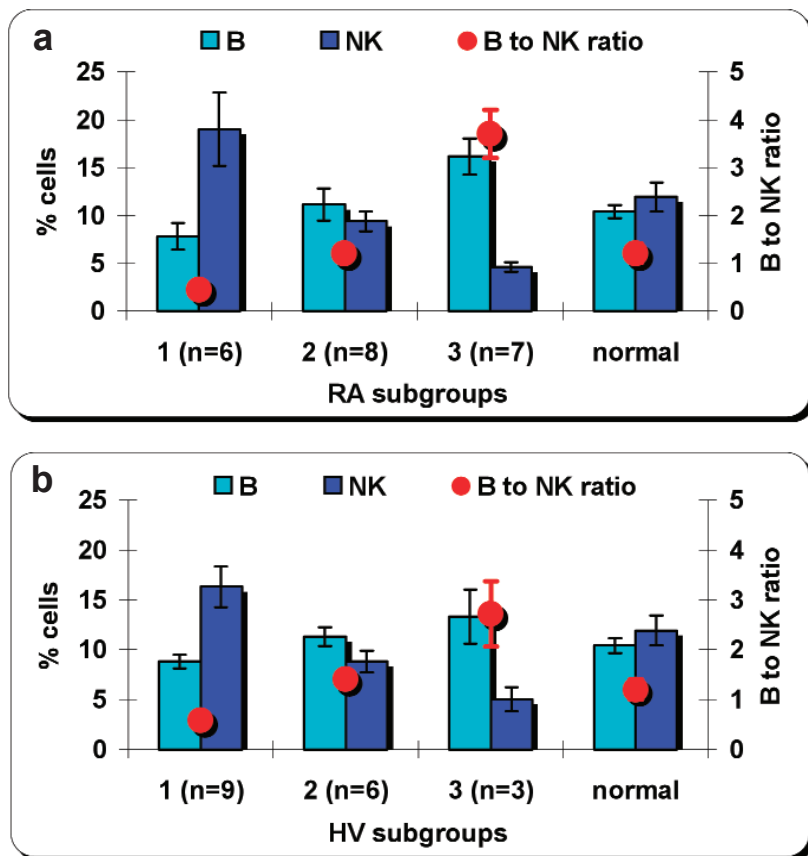 a
B NK B to NK ratio
25 5
20 4
15 3
10 2
5 1
0 0
% cells
B to NK ratio
1 (n=6) 2 (n=8) 3 (n=7) normal
RA subgroups
b
B NK B to NK ratio
25 5
20 4
15 3
10 2
5 1
0 0
% cells
B to NK ratio
1 (n=9) 2 (n=6) 3 (n=3) normal
HV subgroups